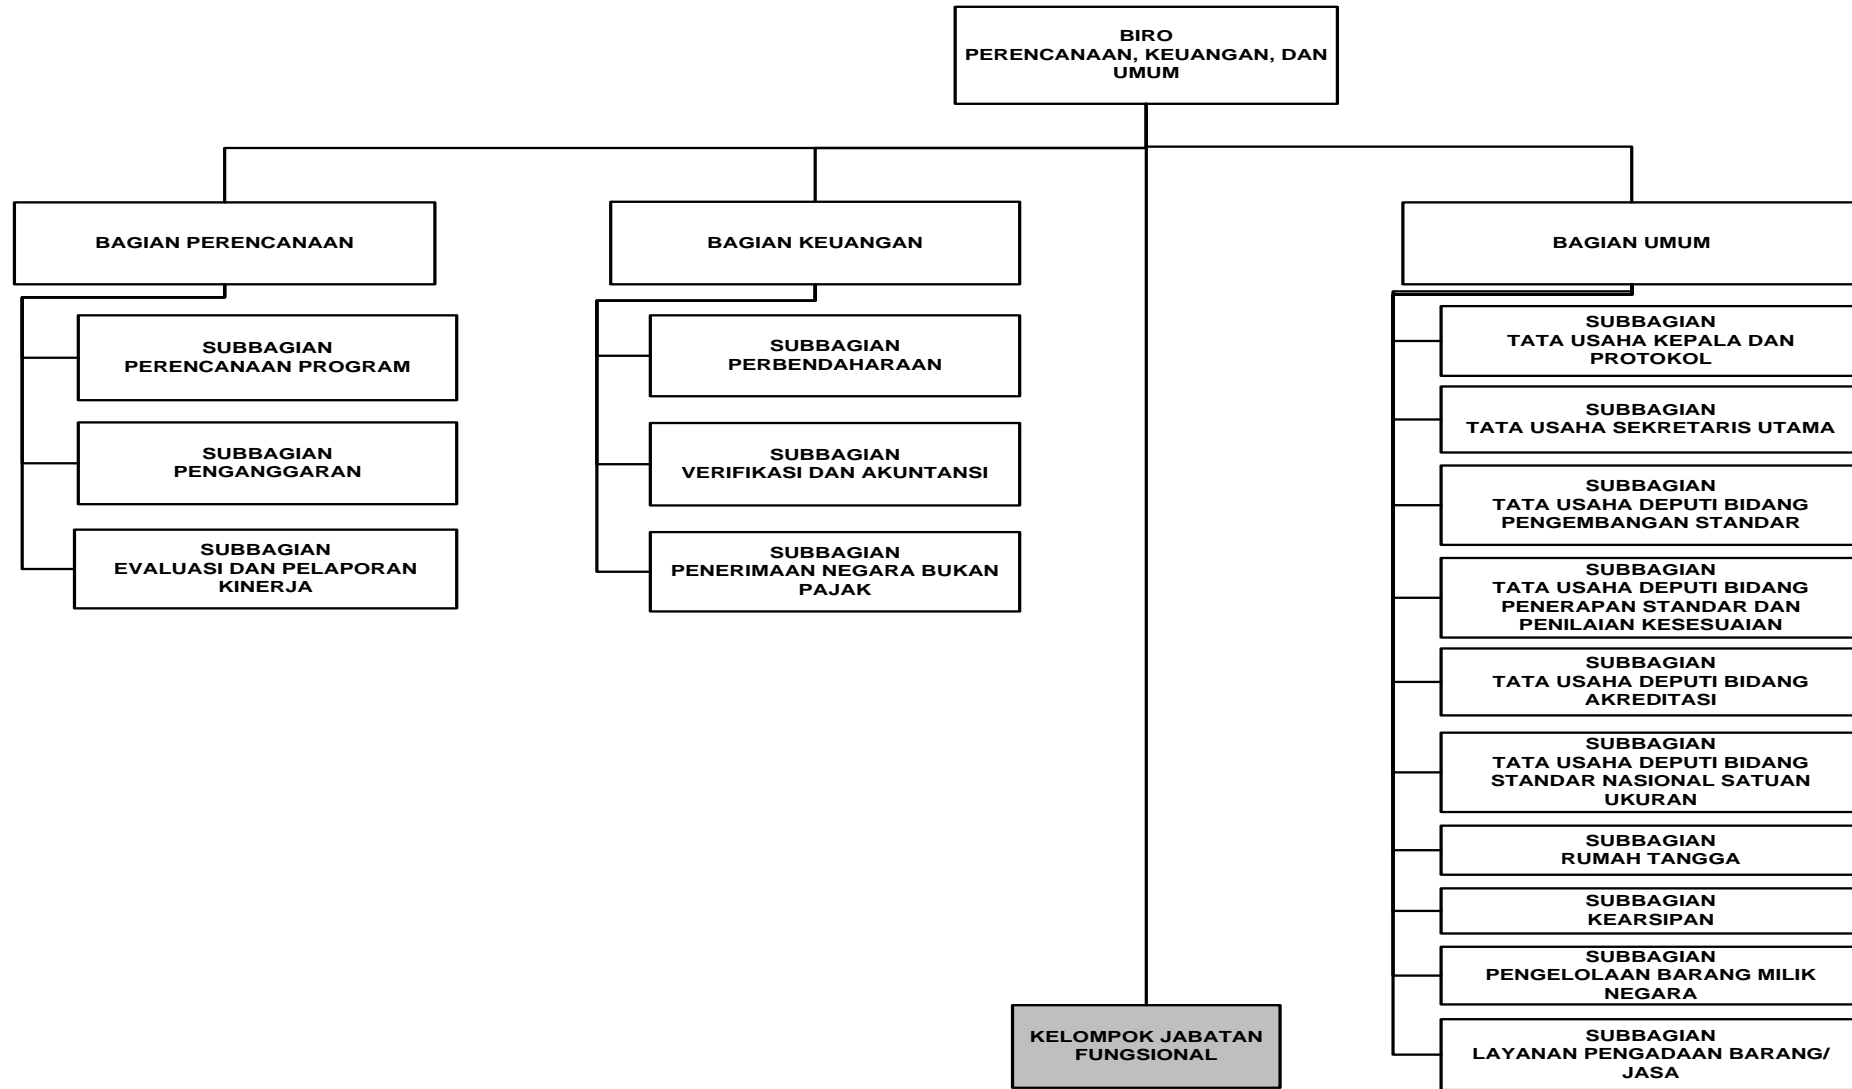 BIRO
PERENCANAAN, KEUANGAN, DAN
UMUM
BAGIAN PERENCANAAN
BAGIAN KEUANGAN
BAGIAN UMUM
SUBBAGIAN
PERENCANAAN PROGRAM
SUBBAGIAN
PENGANGGARAN
SUBBAGIAN
EVALUASI DAN PELAPORAN
KINERJA
SUBBAGIAN
PERBENDAHARAAN
SUBBAGIAN
VERIFIKASI DAN AKUNTANSI
SUBBAGIAN
PENERIMAAN NEGARA BUKAN
PAJAK
SUBBAGIAN
TATA USAHA KEPALA DAN
PROTOKOL
SUBBAGIAN
TATA USAHA SEKRETARIS UTAMA
SUBBAGIAN
TATA USAHA DEPUTI BIDANG
PENGEMBANGAN STANDAR
SUBBAGIAN
TATA USAHA DEPUTI BIDANG
PENERAPAN STANDAR DAN
PENILAIAN KESESUAIAN
SUBBAGIAN
TATA USAHA DEPUTI BIDANG
AKREDITASI
SUBBAGIAN
TATA USAHA DEPUTI BIDANG
STANDAR NASIONAL SATUAN
UKURAN
SUBBAGIAN
RUMAH TANGGA
SUBBAGIAN
KEARSIPAN
SUBBAGIAN
PENGELOLAAN BARANG MILIK
NEGARA
SUBBAGIAN
LAYANAN PENGADAAN BARANG/
JASA
KELOMPOK JABATAN
FUNGSIONAL